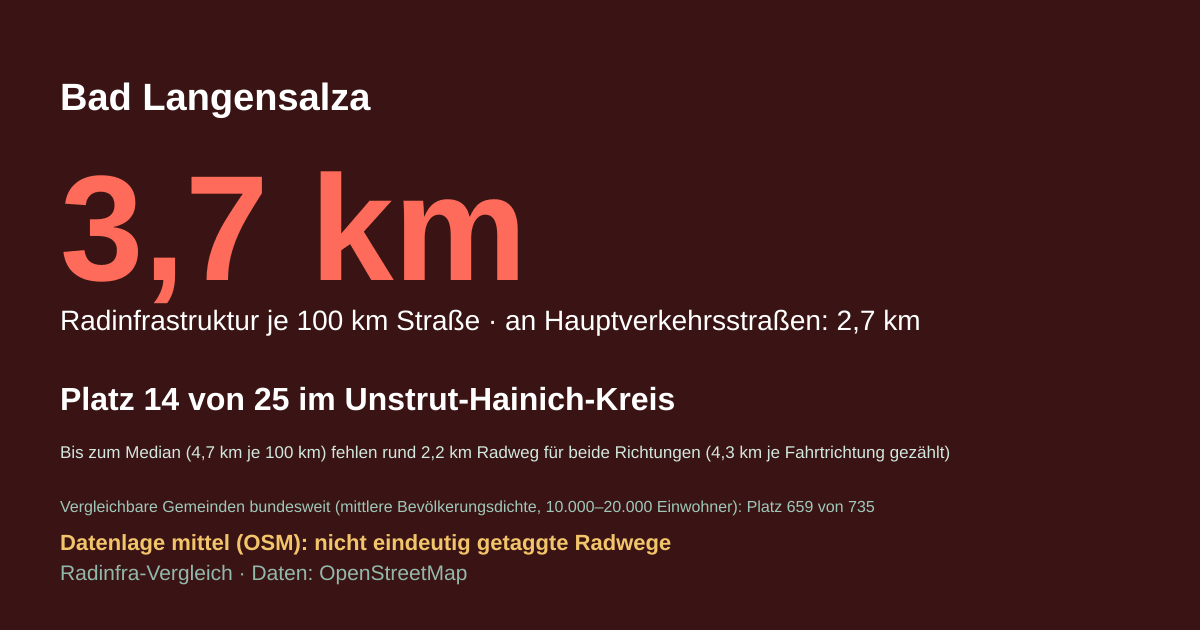 Bad Langensalza
3,7 km
Radinfrastruktur je 100 km Straße · an Hauptverkehrsstraßen: 2,7 km
Platz 14 von 25 im Unstrut-Hainich-Kreis
Bis zum Median (4,7 km je 100 km) fehlen rund 2,2 km Radweg für beide Richtungen (4,3 km je Fahrtrichtung gezählt)
Vergleichbare Gemeinden bundesweit (mittlere Bevölkerungsdichte, 10.000–20.000 Einwohner): Platz 659 von 735
Datenlage mittel (OSM): nicht eindeutig getaggte Radwege
Radinfra-Vergleich · Daten: OpenStreetMap